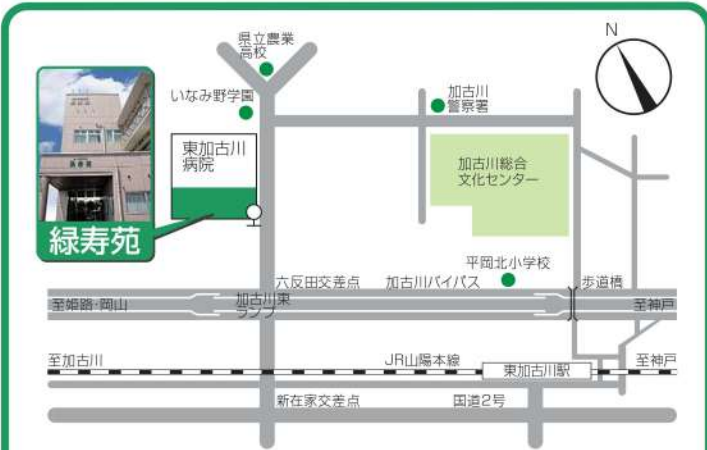 N
県立農業
高校
いなみ野学園
加古川
警察署
東加古川
病院
加古川総合
文化センター
緑寿苑
平岡北小学校
六反田交差点
加古川バイパス
歩道橋
至姫路・岡山
加古川東
ランプ
至神戸
至加古川
JR山陽本線
東加古川駅
至神戸
新在家交差点
国道2号